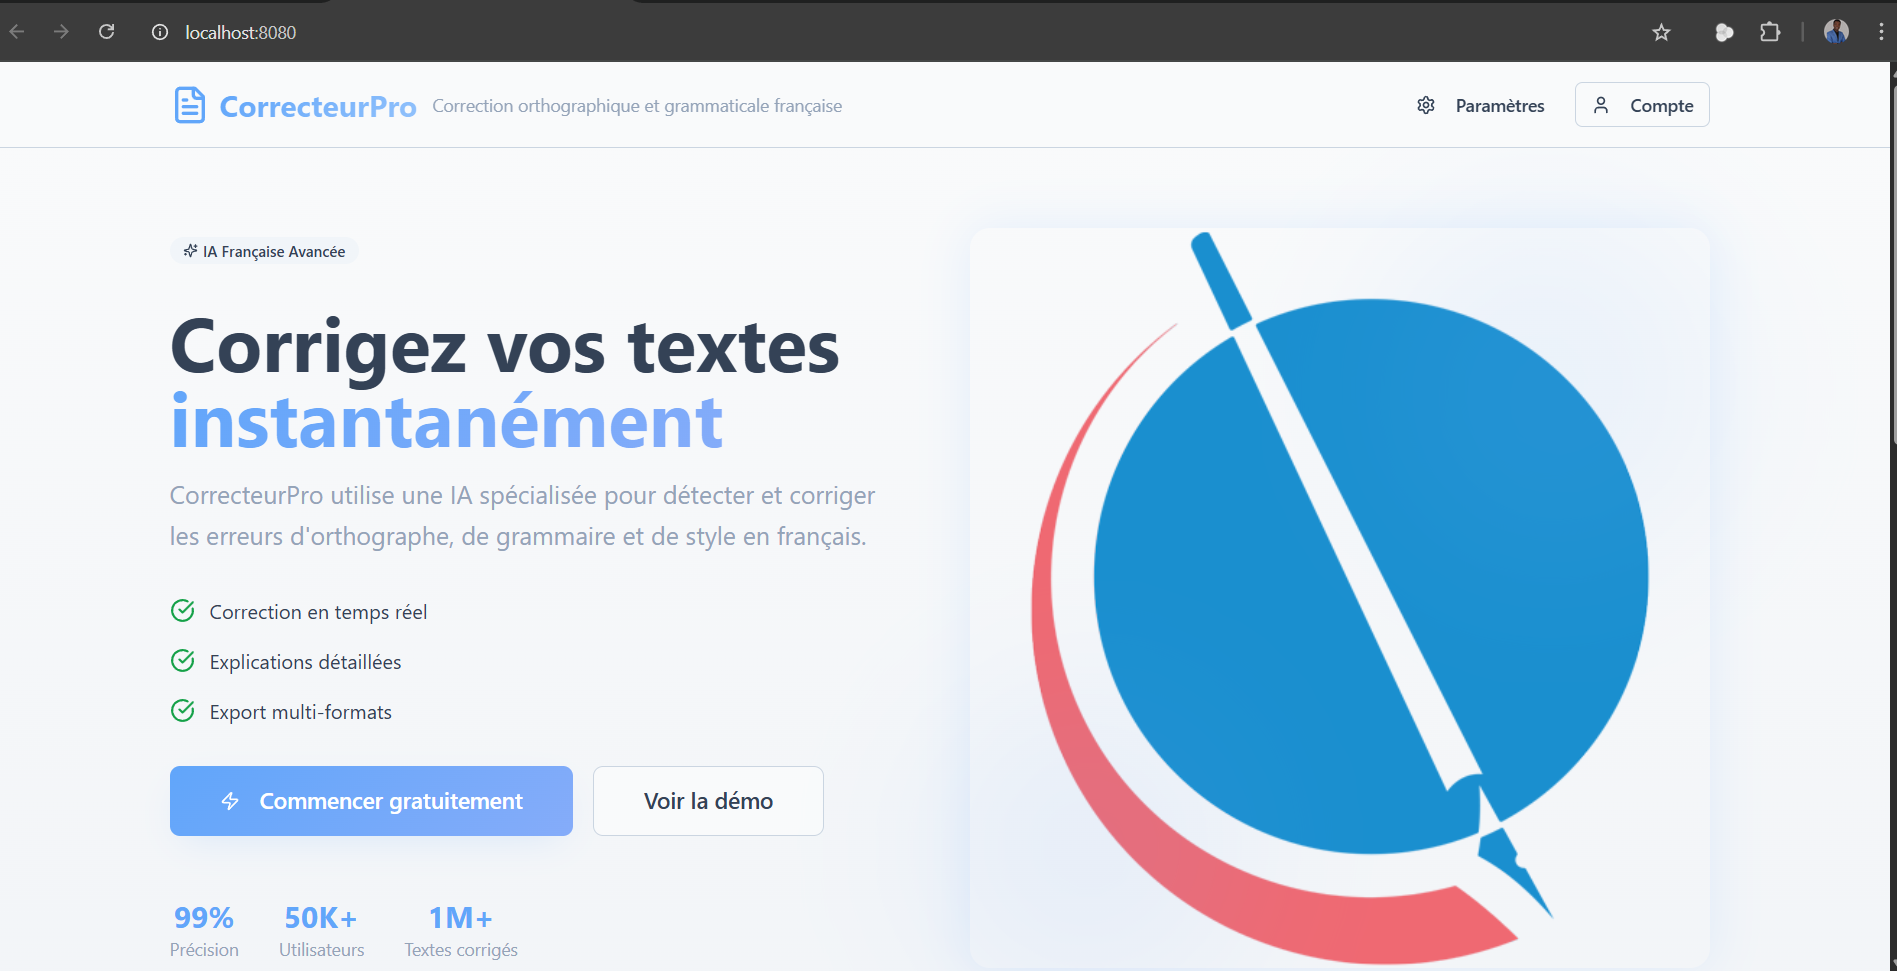 localhost:8080
CorrecteurPro Correction orthographique et grammaticale française
Paramètres
Compte
IA Française Avancée
Corrigez vos textes
instantanément
CorrecteurPro utilise une IA spécialisée pour détecter et corriger
les erreurs d'orthographe, de grammaire et de style en français.
Correction en temps réel
Explications détaillées
Export multi-formats
Commencer gratuitement
Voir la démo
99% 50K+ 1M+
Précision Utilisateurs Textes corrigés